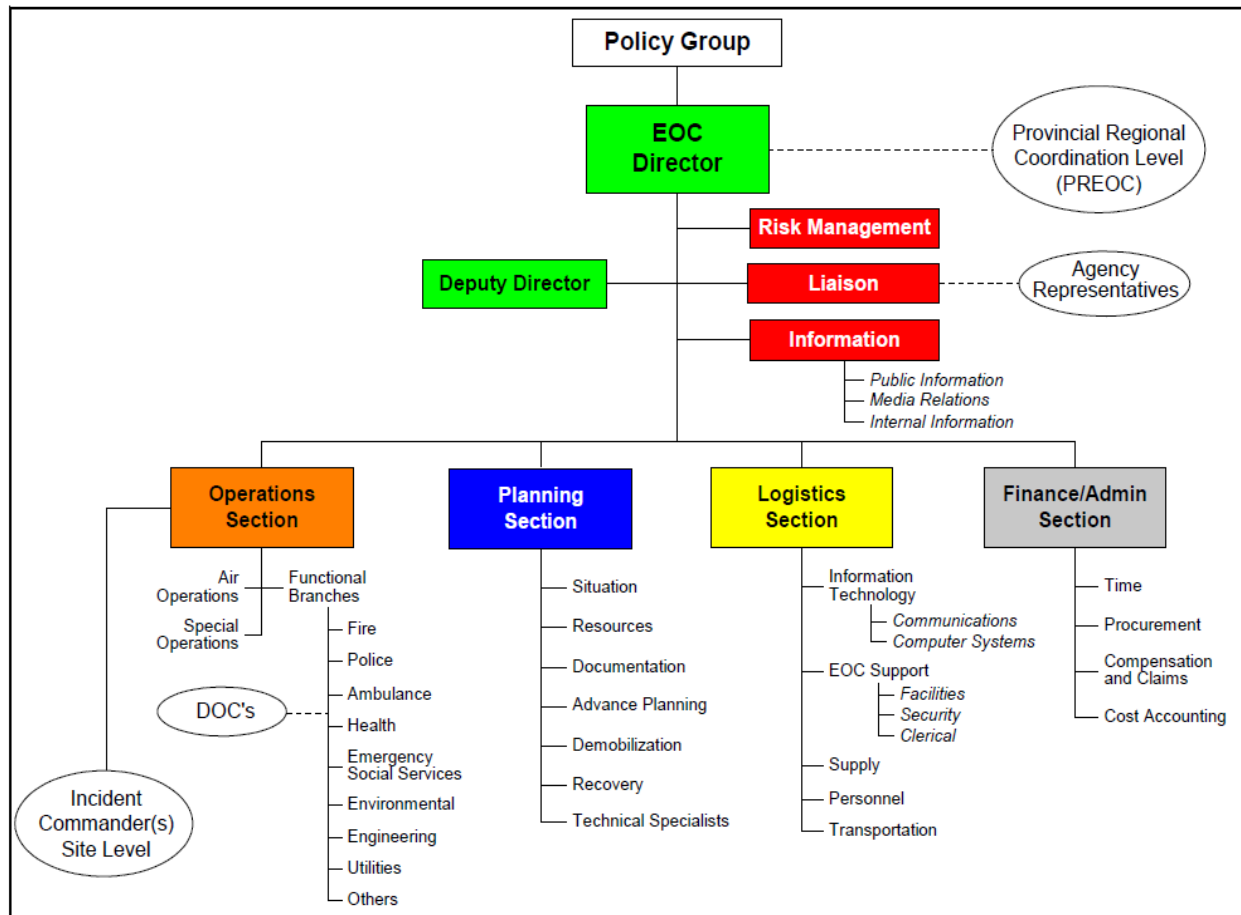 Policy Group
EOC
Director
Provincial Regional
Coordination Level
(PREOC)
Risk Management
Deputy Director
Liaison
Agency
Representatives
Information
Public Information
Media Relations
Internal Information
Operations
Section
Planning
Section
Logistics
Section
Finance/Admin
Section
Air
Operations
Functional
Branches
Special
Operations
Fire
Police
Ambulance
DOC's
Health
Emergency
Social Services
Environmental
Engineering
Utilities
Others
Incident
Commander(s)
Site Level
Situation
Resources
Documentation
Advance Planning
Demobilization
Recovery
Technical Specialists
Information
Technology
Communications
Computer Systems
EOC Support
Facilities
Security
Clerical
Supply
Personnel
Transportation
Time
Procurement
Compensation
and Claims
Cost Accounting